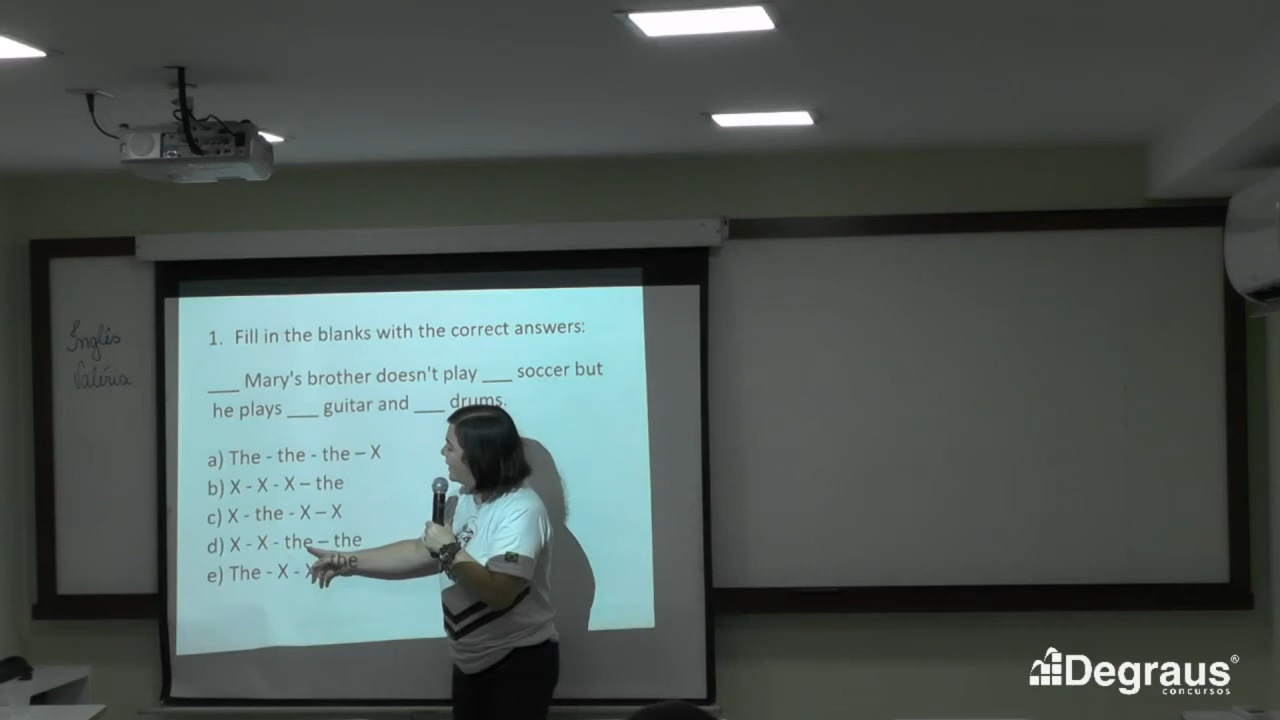 Inglês
Valéria
1. Fill in the blanks with the correct answers:
___ Mary's brother doesn't play ___ soccer but
he plays ___ guitar and ___ drums.
a) The - the - the – X
b) X - X - X – the
c) X - the - X – X
d) X - X - the – the
e) The - X - X the
Degraus®
concursos